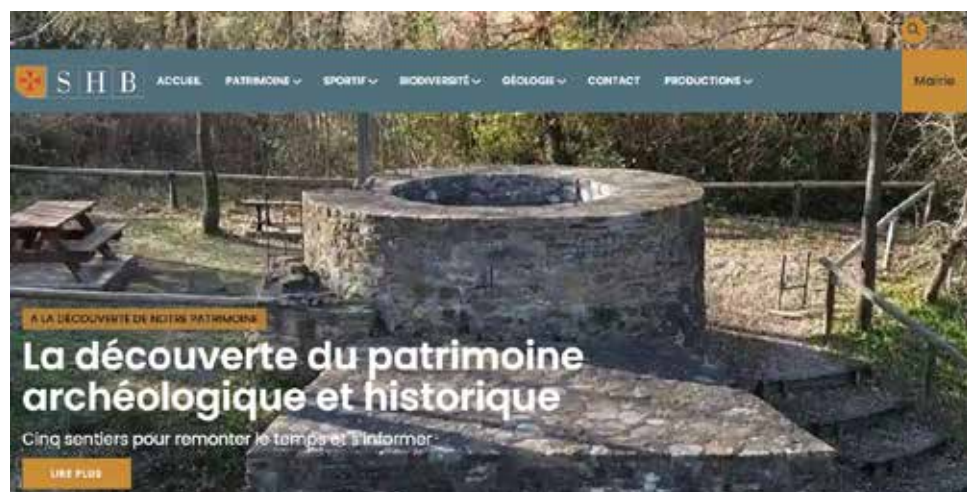 S H B
ACCUEIL PATRIMOINE SPORTIF BIODIVERSITÉ GÉOLOGIE CONTACT PRODUCTIONS
Mairie
A LA DÉCOUVERTE DE NOTRE PATRIMOINE
La découverte du patrimoine
archéologique et historique
Cinq sentiers pour remonter le temps et s'informer
LIRE PLUS